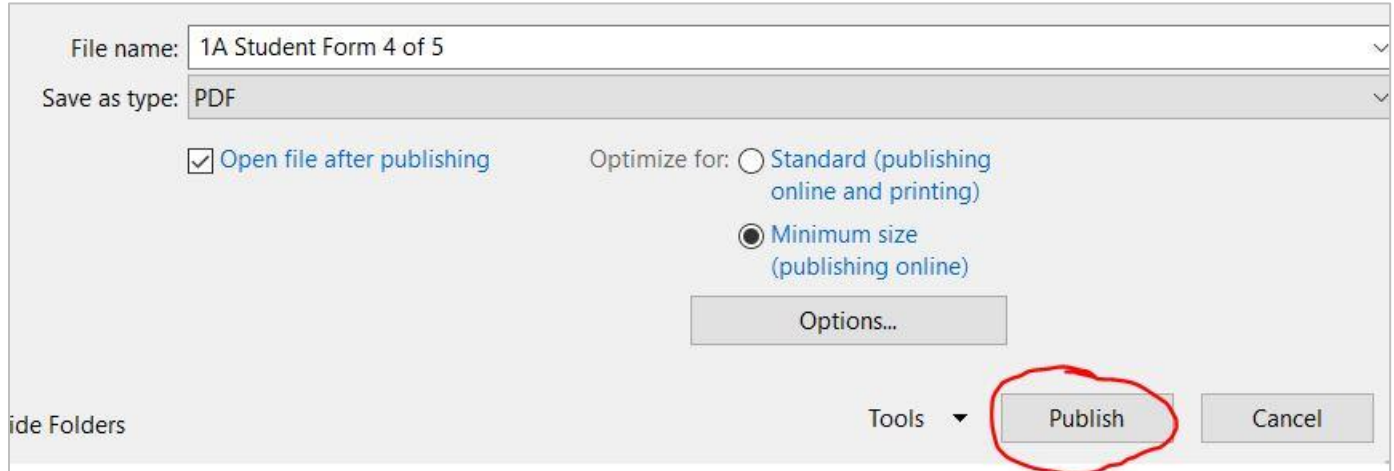 File name: 1A Student Form 4 of 5
Save as type: PDF
Open file after publishing
Optimize for: Standard (publishing
online and printing)
Minimum size
(publishing online)
Options...
ide Folders
Tools
Publish
Cancel